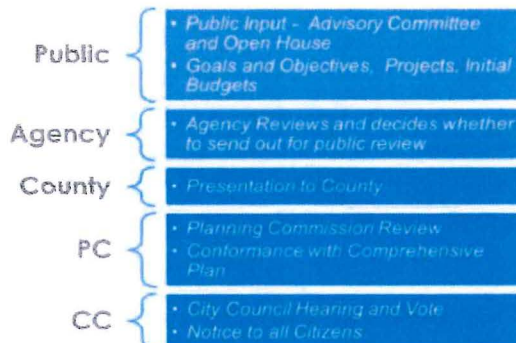 Public
• Public Input - Advisory Committee
and Open House
• Goals and Objectives, Projects, Initial
Budgets
Agency
• Agency Reviews and decides whether
to send out for public review
County
• Presentation to County
PC
• Planning Commission Review
• Conformance with Comprehensive
Plan
CC
• City Council Hearing and Vote
• Notice to all Citizens